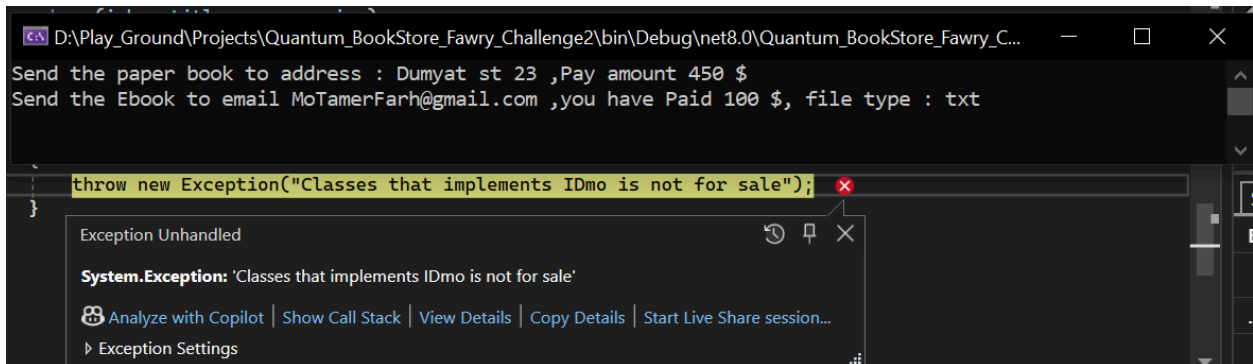 D:\Play_Ground\Projects\Quantum_BookStore_Fawry_Challenge2\bin\Debug\net8.0\Quantum_BookStore_Fawry_C...
Send the paper book to address : Dumyat st 23 ,Pay amount 450 $
Send the Ebook to email MoTamerFarh@gmail.com ,you have Paid 100 $, file type : txt
throw new Exception("Classes that implements IDmo is not for sale");
}
Exception Unhandled
System.Exception: 'Classes that implements IDmo is not for sale'
Analyze with Copilot | Show Call Stack | View Details | Copy Details | Start Live Share session...
Exception Settings